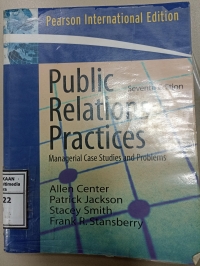 Pearson International Edition
Public
Seventh Edition
Relations
Practices
Managerial Case Studies and Problems
Allen Center
Patrick Jackson
Stacey Smith
Frank R. Stansberry
22